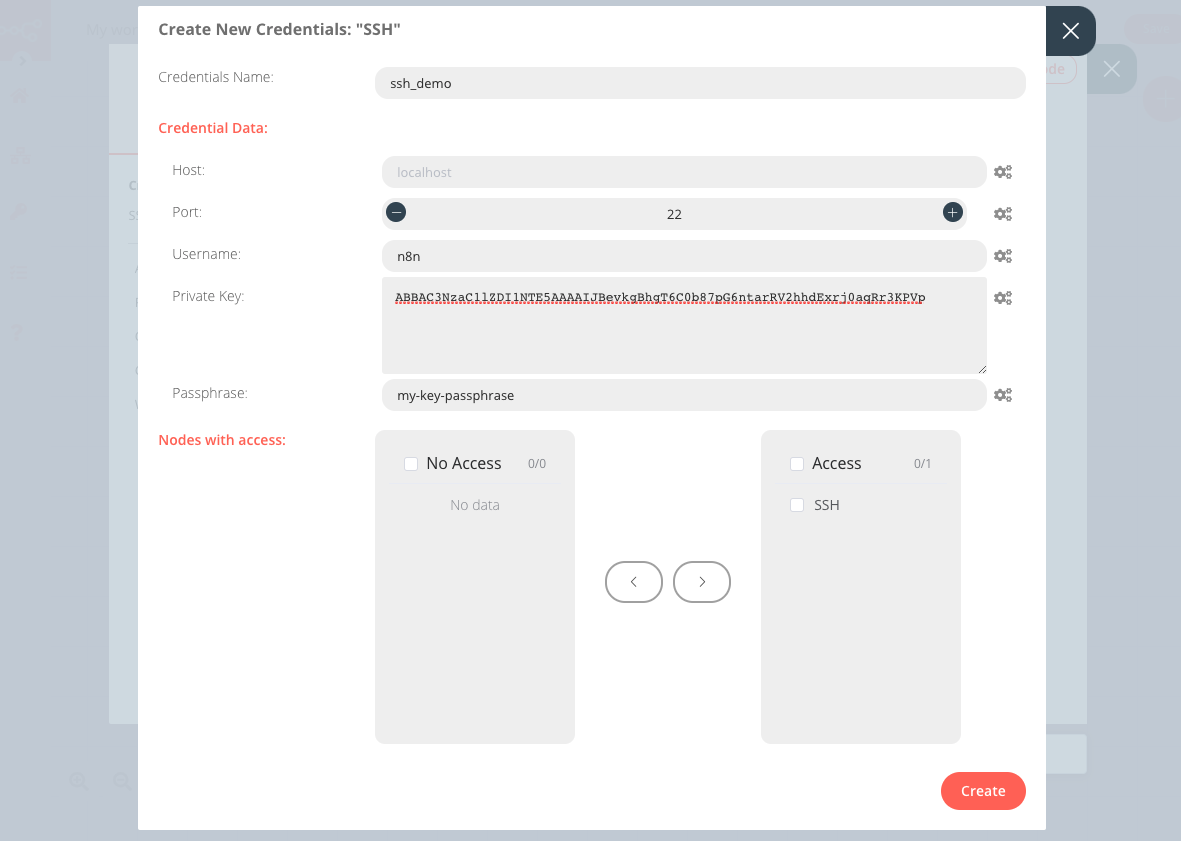 Create New Credentials: "SSH"
Credentials Name:
ssh_demo
Credential Data:
Host:
localhost
Port:
22
Username:
n8n
Private Key:
ABBAC3NzaC1lZDI1NTE5AAAAIJBevkgBhgT6C0b87pG6ntarRV2hhdExrj0aqRr3KPVp
Passphrase:
my-key-passphrase
Nodes with access:
No Access 0/0
No data
Access 0/1
SSH
Create